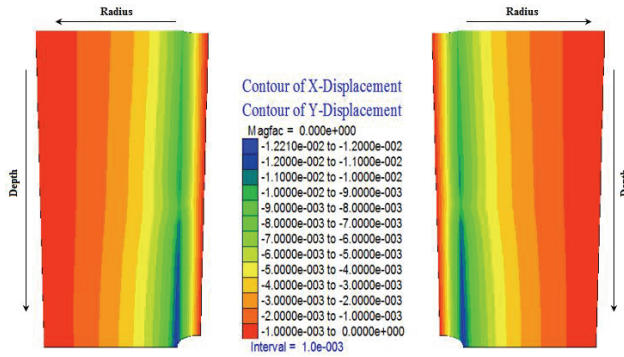 Radius
Radius
Depth
Contour of X-Displacement
Contour of Y-Displacement
Magfac = 0.000e+000
-1.2210e-002 to -1.2000e-002
-1.2000e-002 to -1.1000e-002
-1.1000e-002 to -1.0000e-002
-1.0000e-002 to -9.0000e-003
-9.0000e-003 to -8.0000e-003
-8.0000e-003 to -7.0000e-003
-7.0000e-003 to -6.0000e-003
-6.0000e-003 to -5.0000e-003
-5.0000e-003 to -4.0000e-003
-4.0000e-003 to -3.0000e-003
-3.0000e-003 to -2.0000e-003
-2.0000e-003 to -1.0000e-003
-1.0000e-003 to 0.0000e+000
Interval = 1.0e-003
Depth